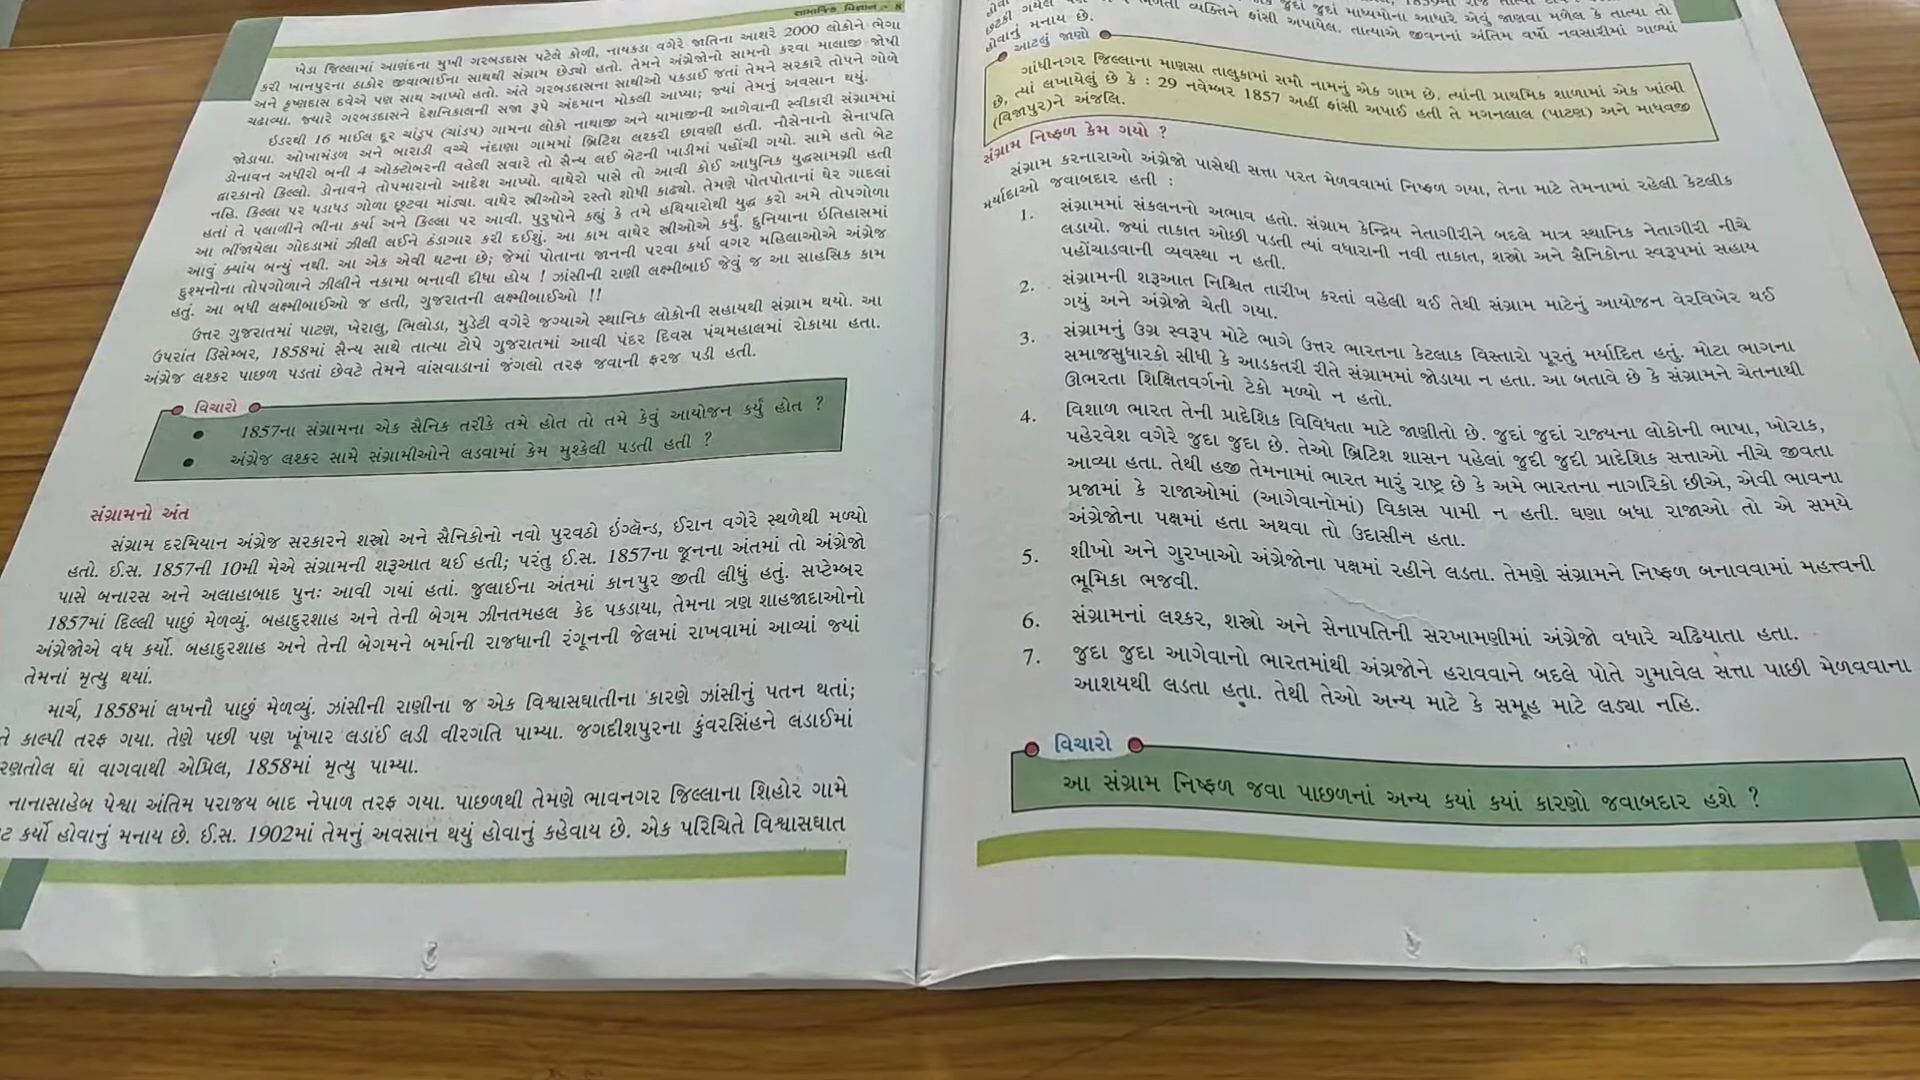 સામાજિક વિજ્ઞાન - 8
ખેડા જિલ્લામાં આણંદના મુખી ગરબડદાસ પટેલે કોળી, નાયકડા વગેરે જાતિના આશરે 2000 લોકોને ભેગા
કરી ખાનપુરના ઠાકોર જીવાભાઈના સાથથી સંગ્રામ છેડ્યો હતો. તેમને અંગ્રેજોનો સામનો કરવા માલાજી જોષી
અને કૃષ્ણદાસ દવેએ પણ સાથ આપ્યો હતો. અંતે ગરબડદાસના સાથીઓ પકડાઈ જતાં તેમને સરકારે તોપને ગોળે
ચઢાવ્યા. જ્યારે ગરબડદાસને દેશનિકાલની સજા રૂપે અંદમાન મોકલી આપ્યા; જ્યાં તેમનું અવસાન થયું.
ઇડરથી 16 માઈલ દૂર ચાંડુપ (ચાંડપ) ગામના લોકો નાથાજી અને યામાજીની આગેવાની સ્વીકારી સંગ્રામમાં
જોડાયા. ઓખામંડળ અને બારાડી વચ્ચે નંદાણા ગામમાં બ્રિટિશ લશ્કરી છાવણી હતી. નૌસેનાનો સેનાપતિ
ડોનાવન અધીરો બની 4 ઓક્ટોબરની વહેલી સવારે તો સૈન્ય લઈ બેટની ખાડીમાં પહોંચી ગયો. સામે હતો બેટ
દ્વારકાનો કિલ્લો. ડોનાવને તોપમારાનો આદેશ આપ્યો. વાઘેરો પાસે તો આવી કોઈ આધુનિક યુદ્ધસામગ્રી હતી
નહિ. કિલ્લા પર ધડાધડ ગોળા છૂટવા માંડ્યા. વાઘેર સ્ત્રીઓએ રસ્તો શોધી કાઢ્યો. તેમણે પોતપોતાનાં ઘેર ગાદલાં
હતાં તે પલાળીને ભીના કર્યા અને કિલ્લા પર આવી. પુરુષોને કહ્યું કે તમે હથિયારોથી યુદ્ધ કરો અમે તોપગોળા
આ ભીંજાયેલા ગોદડામાં ઝીલી લઈને ઠંડાગાર કરી દઈશું. આ કામ વાઘેર સ્ત્રીઓએ કર્યું. દુનિયાના ઇતિહાસમાં
આવું ક્યાંય બન્યું નથી. આ એક એવી ઘટના છે; જેમાં પોતાના જાનની પરવા કર્યા વગર મહિલાઓએ અંગ્રેજ
દુશ્મનોના તોપગોળાને ઝીલીને નકામા બનાવી દીધા હોય ! ઝાંસીની રાણી લક્ષ્મીબાઈ જેવું જ આ સાહસિક કામ
હતું. આ બધી લક્ષ્મીબાઈઓ જ હતી, ગુજરાતની લક્ષ્મીબાઈઓ !!
ઉત્તર ગુજરાતમાં પાટણ, ખેરાલુ, ભિલોડા, મુડેટી વગેરે જગ્યાએ સ્થાનિક લોકોની સહાયથી સંગ્રામ થયો. આ
ઉપરાંત ડિસેમ્બર, 1858માં સૈન્ય સાથે તાત્યા ટોપે ગુજરાતમાં આવી પંદર દિવસ પંચમહાલમાં રોકાયા હતા.
અંગ્રેજ લશ્કર પાછળ પડતાં છેવટે તેમને વાંસવાડાનાં જંગલો તરફ જવાની ફરજ પડી હતી.
વિચારો
● 1857ના સંગ્રામના એક સૈનિક તરીકે તમે હોત તો તમે કેવું આયોજન કર્યું હોત ?
● અંગ્રેજ લશ્કર સામે સંગ્રામીઓને લડવામાં કેમ મુશ્કેલી પડતી હતી ?
સંગ્રામનો અંત
સંગ્રામ દરમિયાન અંગ્રેજ સરકારને શસ્ત્રો અને સૈનિકોનો નવો પુરવઠો ઇંગ્લૅન્ડ, ઈરાન વગેરે સ્થળેથી મળ્યો
હતો. ઈ.સ. 1857ની 10મી મેએ સંગ્રામની શરૂઆત થઈ હતી; પરંતુ ઈ.સ. 1857ના જૂનના અંતમાં તો અંગ્રેજો
પાસે બનારસ અને અલાહાબાદ પુનઃ આવી ગયાં હતાં. જુલાઈના અંતમાં કાનપુર જીતી લીધું હતું. સપ્ટેમ્બર
1857માં દિલ્લી પાછું મેળવ્યું. બહાદુરશાહ અને તેની બેગમ ઝીનતમહલ કેદ પકડાયા, તેમના ત્રણ શાહજાદાઓનો
અંગ્રેજોએ વધ કર્યો. બહાદુરશાહ અને તેની બેગમને બર્માની રાજધાની રંગૂનની જેલમાં રાખવામાં આવ્યાં જ્યાં
તેમનાં મૃત્યુ થયાં.
માર્ચ, 1858માં લખનૌ પાછું મેળવ્યું. ઝાંસીની રાણીના જ એક વિશ્વાસઘાતીના કારણે ઝાંસીનું પતન થતાં;
તે કાલ્પી તરફ ગયા. તેણે પછી પણ ખૂંખાર લડાઈ લડી વીરગતિ પામ્યા. જગદીશપુરના કુંવરસિંહને લડાઈમાં
રણતોલ ઘા વાગવાથી એપ્રિલ, 1858માં મૃત્યુ પામ્યા.
નાનાસાહેબ પેશ્વા અંતિમ પરાજય બાદ નેપાળ તરફ ગયા. પાછળથી તેમણે ભાવનગર જિલ્લાના શિહોર ગામે
કર્યો હોવાનું મનાય છે. ઈ.સ. 1902માં તેમનું અવસાન થયું હોવાનું કહેવાય છે. એક પરિચિતે વિશ્વાસઘાત
જુદાં જુદાં માધ્યમોના આધારે એવું જાણવા મળેલ કે તાત્યા તો
વ્યક્તિને ફાંસી અપાયેલ. તાત્યાએ જીવનનાં અંતિમ વર્ષો નવસારીમાં ગાળ્યાં
હોવાનું મનાય છે.
આટલું જાણો
ગાંધીનગર જિલ્લાના માણસા તાલુકામાં સમૌ નામનું એક ગામ છે. ત્યાંની પ્રાથમિક શાળામાં એક ખાંભી
છે, ત્યાં લખાયેલું છે કે : 29 નવેમ્બર 1857 અહીં ફાંસી અપાઈ હતી તે મગનલાલ (પાટણ) અને માધવજી
(વિજાપુર)ને અંજલિ.
સંગ્રામ નિષ્ફળ કેમ ગયો ?
સંગ્રામ કરનારાઓ અંગ્રેજો પાસેથી સત્તા પરત મેળવવામાં નિષ્ફળ ગયા, તેના માટે તેમનામાં રહેલી કેટલીક
મર્યાદાઓ જવાબદાર હતી :
1. સંગ્રામમાં સંકલનનો અભાવ હતો. સંગ્રામ કેન્દ્રિય નેતાગીરીને બદલે માત્ર સ્થાનિક નેતાગીરી નીચે
લડાયો. જ્યાં તાકાત ઓછી પડતી ત્યાં વધારાની નવી તાકાત, શસ્ત્રો અને સૈનિકોના સ્વરૂપમાં સહાય
પહોંચાડવાની વ્યવસ્થા ન હતી.
2. સંગ્રામની શરૂઆત નિશ્ચિત તારીખ કરતાં વહેલી થઈ તેથી સંગ્રામ માટેનું આયોજન વેરવિખેર થઈ
ગયું અને અંગ્રેજો ચેતી ગયા.
3. સંગ્રામનું ઉગ્ર સ્વરૂપ મોટે ભાગે ઉત્તર ભારતના કેટલાક વિસ્તારો પૂરતું મર્યાદિત હતું. મોટા ભાગના
સમાજસુધારકો સીધી કે આડકતરી રીતે સંગ્રામમાં જોડાયા ન હતા. આ બતાવે છે કે સંગ્રામને ચેતનાથી
ઊભરતા શિક્ષિતવર્ગનો ટેકો મળ્યો ન હતો.
4. વિશાળ ભારત તેની પ્રાદેશિક વિવિધતા માટે જાણીતો છે. જુદાં જુદાં રાજ્યના લોકોની ભાષા, ખોરાક,
પહેરવેશ વગેરે જુદા જુદા છે. તેઓ બ્રિટિશ શાસન પહેલાં જુદી જુદી પ્રાદેશિક સત્તાઓ નીચે જીવતા
આવ્યા હતા. તેથી હજી તેમનામાં ભારત મારું રાષ્ટ્ર છે કે અમે ભારતના નાગરિકો છીએ, એવી ભાવના
પ્રજામાં કે રાજાઓમાં (આગેવાનોમાં) વિકાસ પામી ન હતી. ઘણા બધા રાજાઓ તો એ સમયે
અંગ્રેજોના પક્ષમાં હતા અથવા તો ઉદાસીન હતા.
5. શીખો અને ગુરખાઓ અંગ્રેજોના પક્ષમાં રહીને લડતા. તેમણે સંગ્રામને નિષ્ફળ બનાવવામાં મહત્ત્વની
ભૂમિકા ભજવી.
6. સંગ્રામનાં લશ્કર, શસ્ત્રો અને સેનાપતિની સરખામણીમાં અંગ્રેજો વધારે ચઢિયાતા હતા.
7. જુદા જુદા આગેવાનો ભારતમાંથી અંગ્રજોને હરાવવાને બદલે પોતે ગુમાવેલ સત્તા પાછી મેળવવાના
આશયથી લડતા હતા. તેથી તેઓ અન્ય માટે કે સમૂહ માટે લડ્યા નહિ.
વિચારો
આ સંગ્રામ નિષ્ફળ જવા પાછળનાં અન્ય કયાં કયાં કારણો જવાબદાર હશે ?